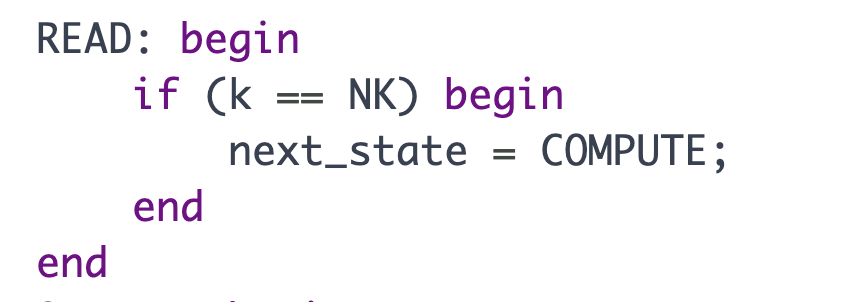 READ: begin
if (k == NK) begin
next_state = COMPUTE;
end
end